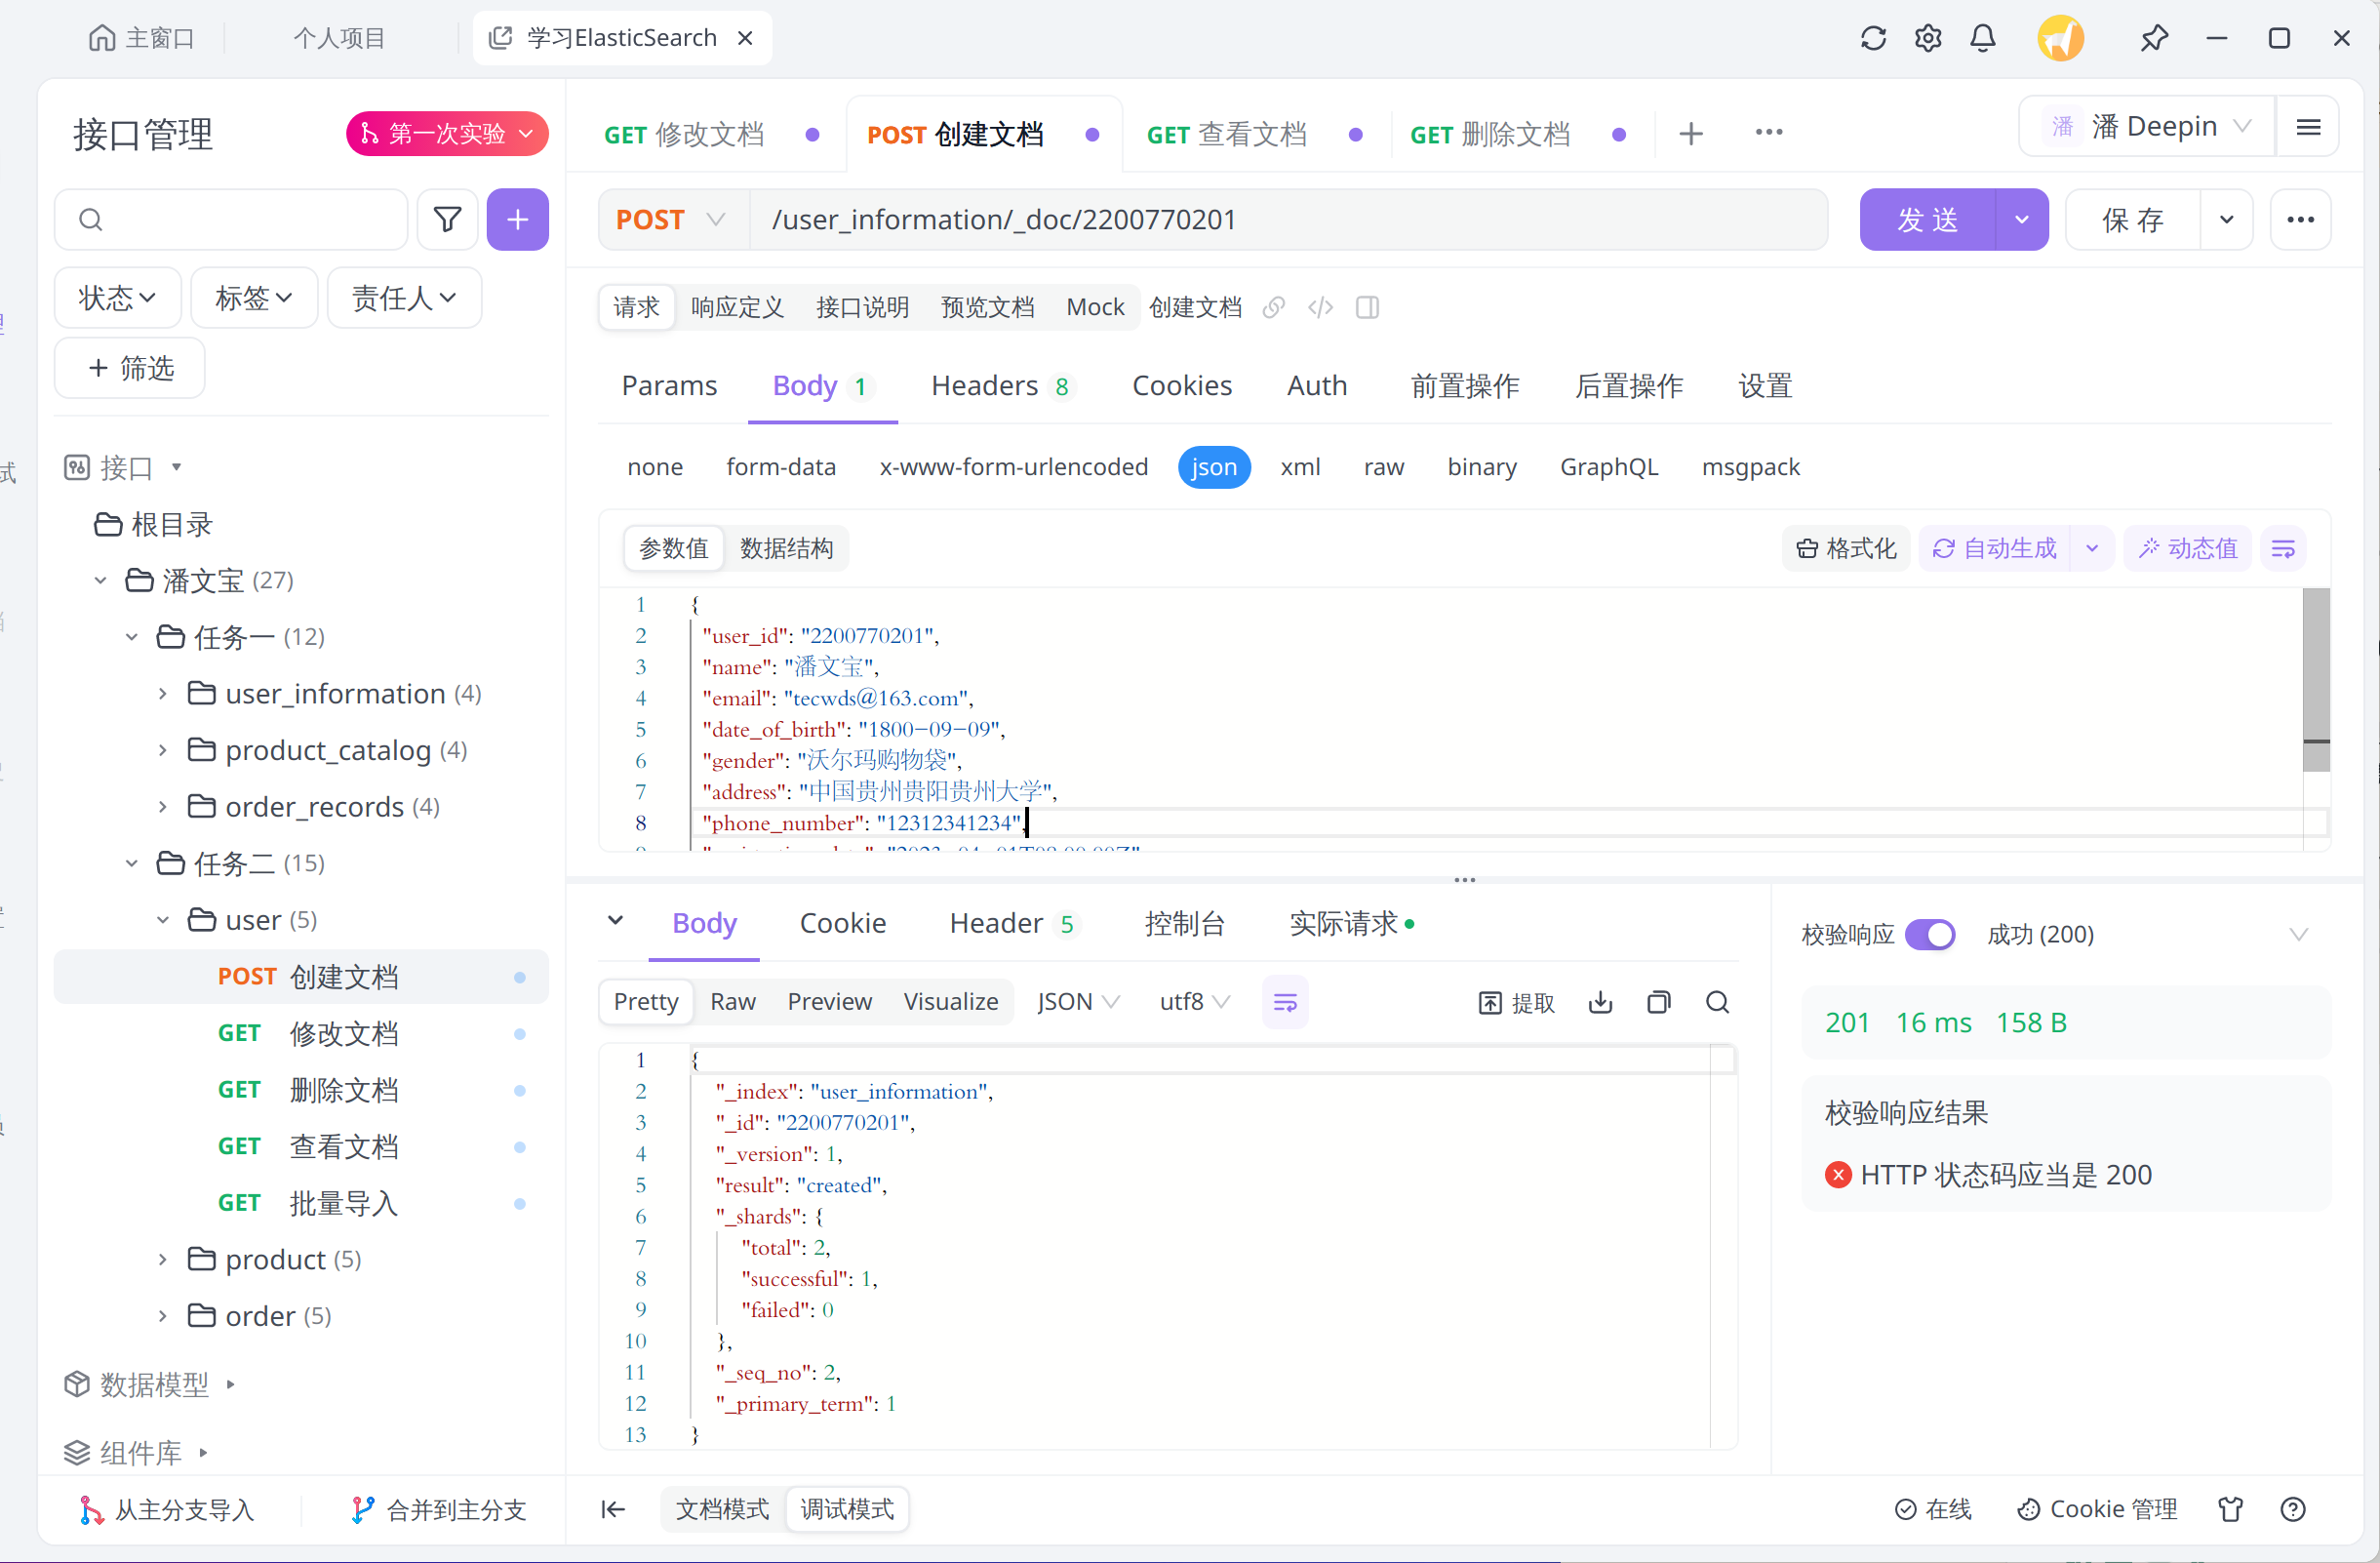 主窗口 个人项目 学习ElasticSearch
接口管理 第一次实验
状态 标签 责任人
筛选
接口
根目录
潘文宝 (27)
任务一 (12)
user_information (4)
product_catalog (4)
order_records (4)
任务二 (15)
user (5)
POST 创建文档
GET 修改文档
GET 删除文档
GET 查看文档
GET 批量导入
product (5)
order (5)
数据模型
组件库
从主分支导入 合并到主分支
GET 修改文档 POST 创建文档 GET 查看文档 GET 删除文档 潘 潘 Deepin
POST /user_information/_doc/2200770201 发 送 保 存
请求 响应定义 接口说明 预览文档 Mock 创建文档
Params Body 1 Headers 8 Cookies Auth 前置操作 后置操作 设置
none form-data x-www-form-urlencoded json xml raw binary GraphQL msgpack
参数值 数据结构 格式化 自动生成 动态值
1 {
2 "user_id": "2200770201",
3 "name": "潘文宝",
4 "email": "tecwds@163.com",
5 "date_of_birth": "1800-09-09",
6 "gender": "沃尔玛购物袋",
7 "address": "中国贵州贵阳贵州大学",
8 "phone_number": "12312341234",
Body Cookie Header 5 控制台 实际请求
Pretty Raw Preview Visualize JSON utf8 提取
1 {
2 "_index": "user_information",
3 "_id": "2200770201",
4 "_version": 1,
5 "result": "created",
6 "_shards": {
7 "total": 2,
8 "successful": 1,
9 "failed": 0
10 },
11 "_seq_no": 2,
12 "_primary_term": 1
13 }
校验响应 成功 (200)
201 16 ms 158 B
校验响应结果
HTTP 状态码应当是 200
文档模式 调试模式 在线 Cookie 管理